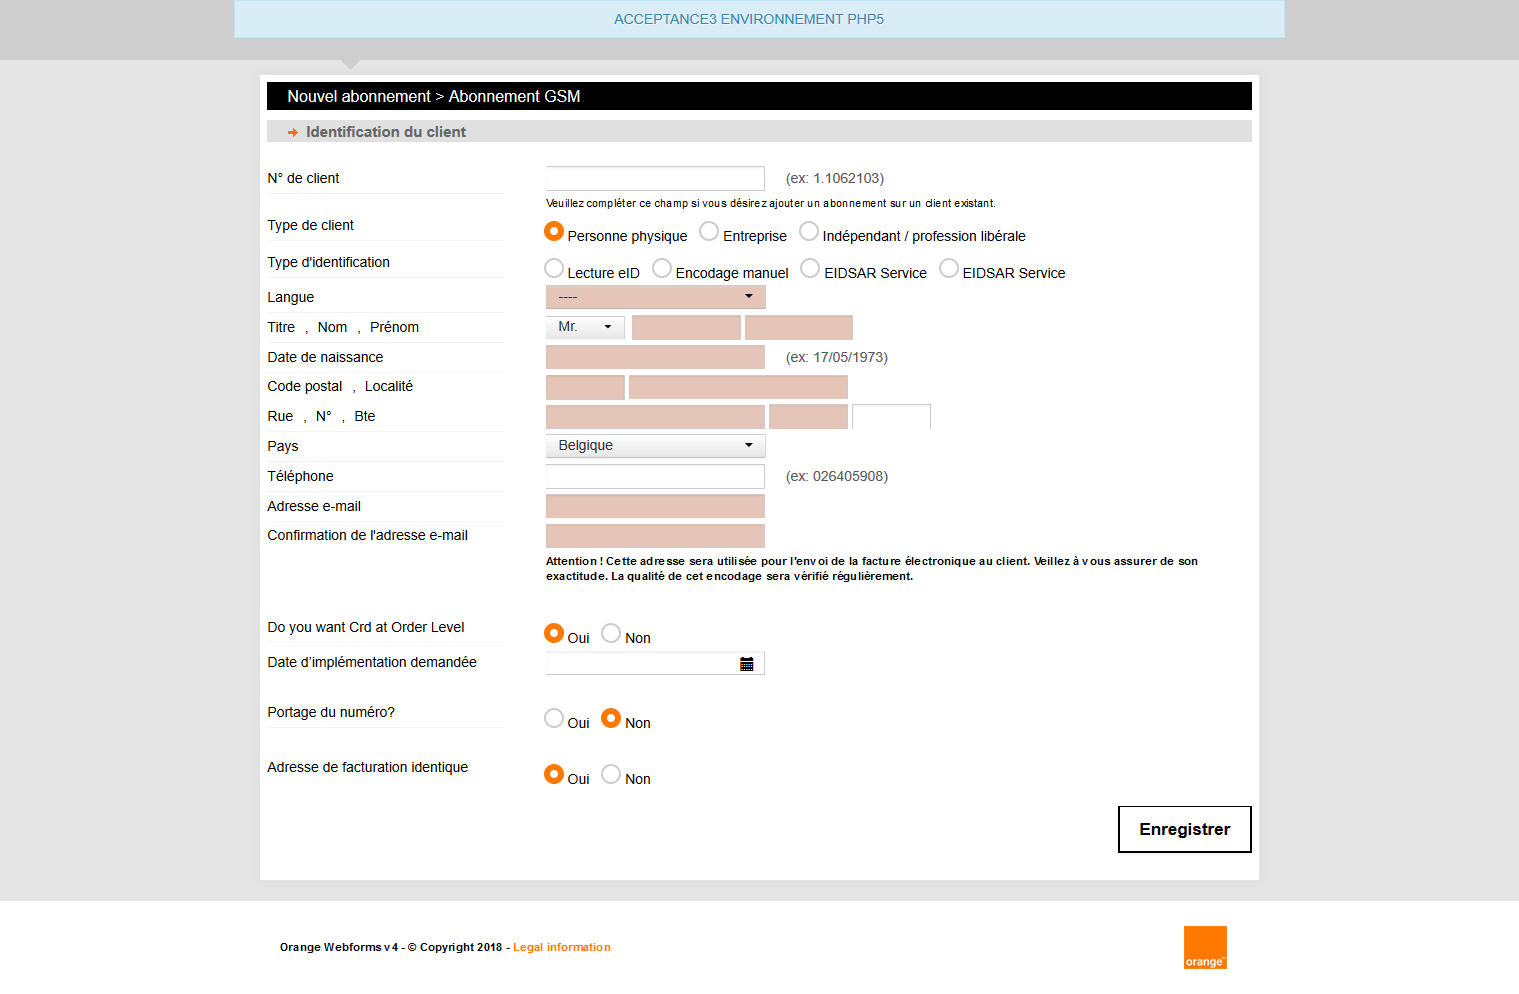 ACCEPTANCE3 ENVIRONNEMENT PHP5
Nouvel abonnement > Abonnement GSM
Identification du client
N° de client (ex: 1.1062103)
Veuillez compléter ce champ si vous désirez ajouter un abonnement sur un client existant.
Type de client Personne physique Entreprise Indépendant / profession libérale
Type d'identification Lecture eID Encodage manuel EIDSAR Service EIDSAR Service
Langue ----
Titre , Nom , Prénom Mr.
Date de naissance (ex: 17/05/1973)
Code postal , Localité
Rue , N° , Bte
Pays Belgique
Téléphone (ex: 026405908)
Adresse e-mail
Confirmation de l'adresse e-mail
Attention ! Cette adresse sera utilisée pour l'envoi de la facture électronique au client. Veillez à vous assurer de son
exactitude. La qualité de cet encodage sera vérifié régulièrement.
Do you want Crd at Order Level Oui Non
Date d’implémentation demandée
Portage du numéro? Oui Non
Adresse de facturation identique Oui Non
Enregistrer
Orange Webforms v4 - © Copyright 2018 - Legal information
orange™